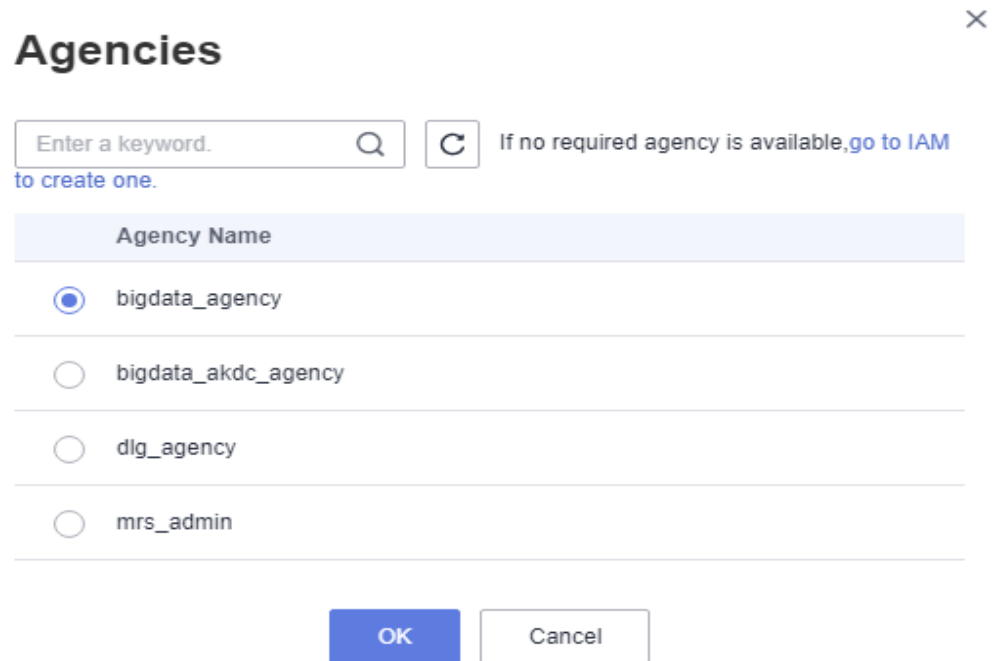 Agencies
Enter a keyword.
If no required agency is available,go to IAM
to create one.
Agency Name
bigdata_agency
bigdata_akdc_agency
dlg_agency
mrs_admin
OK
Cancel